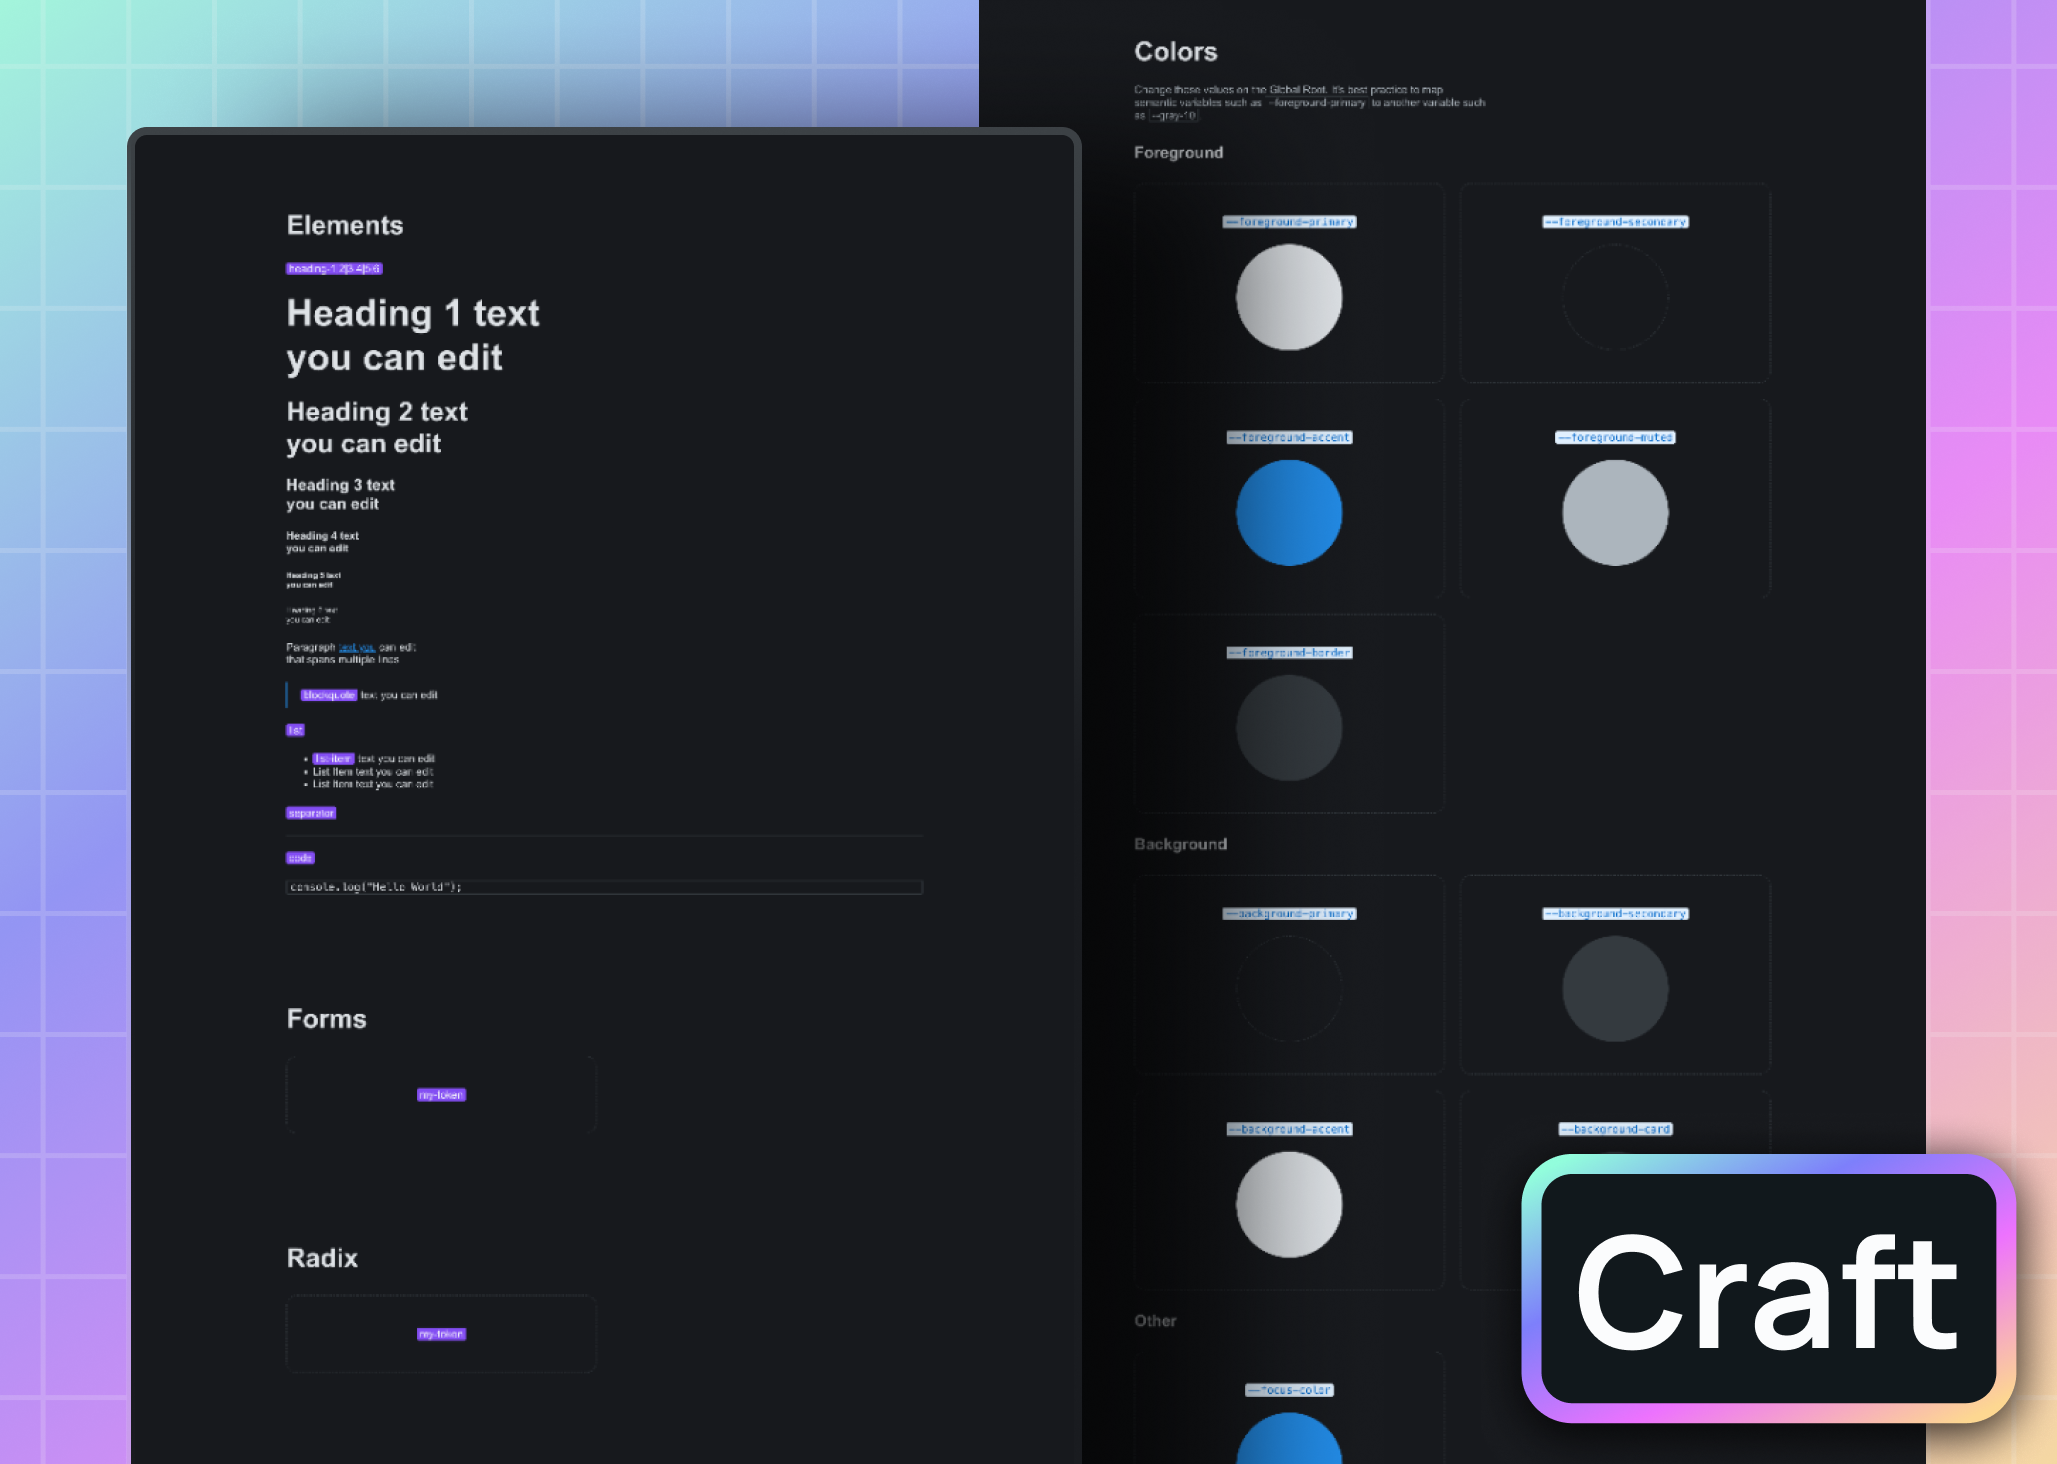 Elements
heading-1|2|3|4|5|6
Heading 1 text
you can edit
Heading 2 text
you can edit
Heading 3 text
you can edit
Heading 4 text
you can edit
Heading 5 text
you can edit
Heading text
you can edit
Paragraph text you can edit
that spans multiple lines
blockquote text you can edit
list
list-item text you can edit
List Item text you can edit
List Item text you can edit
separator
code
console.log("Hello World");
Forms
my-token
Radix
my-token
Colors
Change these values on the Global Root. It's best practice to map
semantic variables such as --foreground-primary to another variable such
as --gray-10
Foreground
--foreground-primary
--foreground-secondary
--foreground-accent
--foreground-muted
--foreground-border
Background
--background-primary
--background-secondary
--background-accent
--background-card
Other
--focus-color
Craft